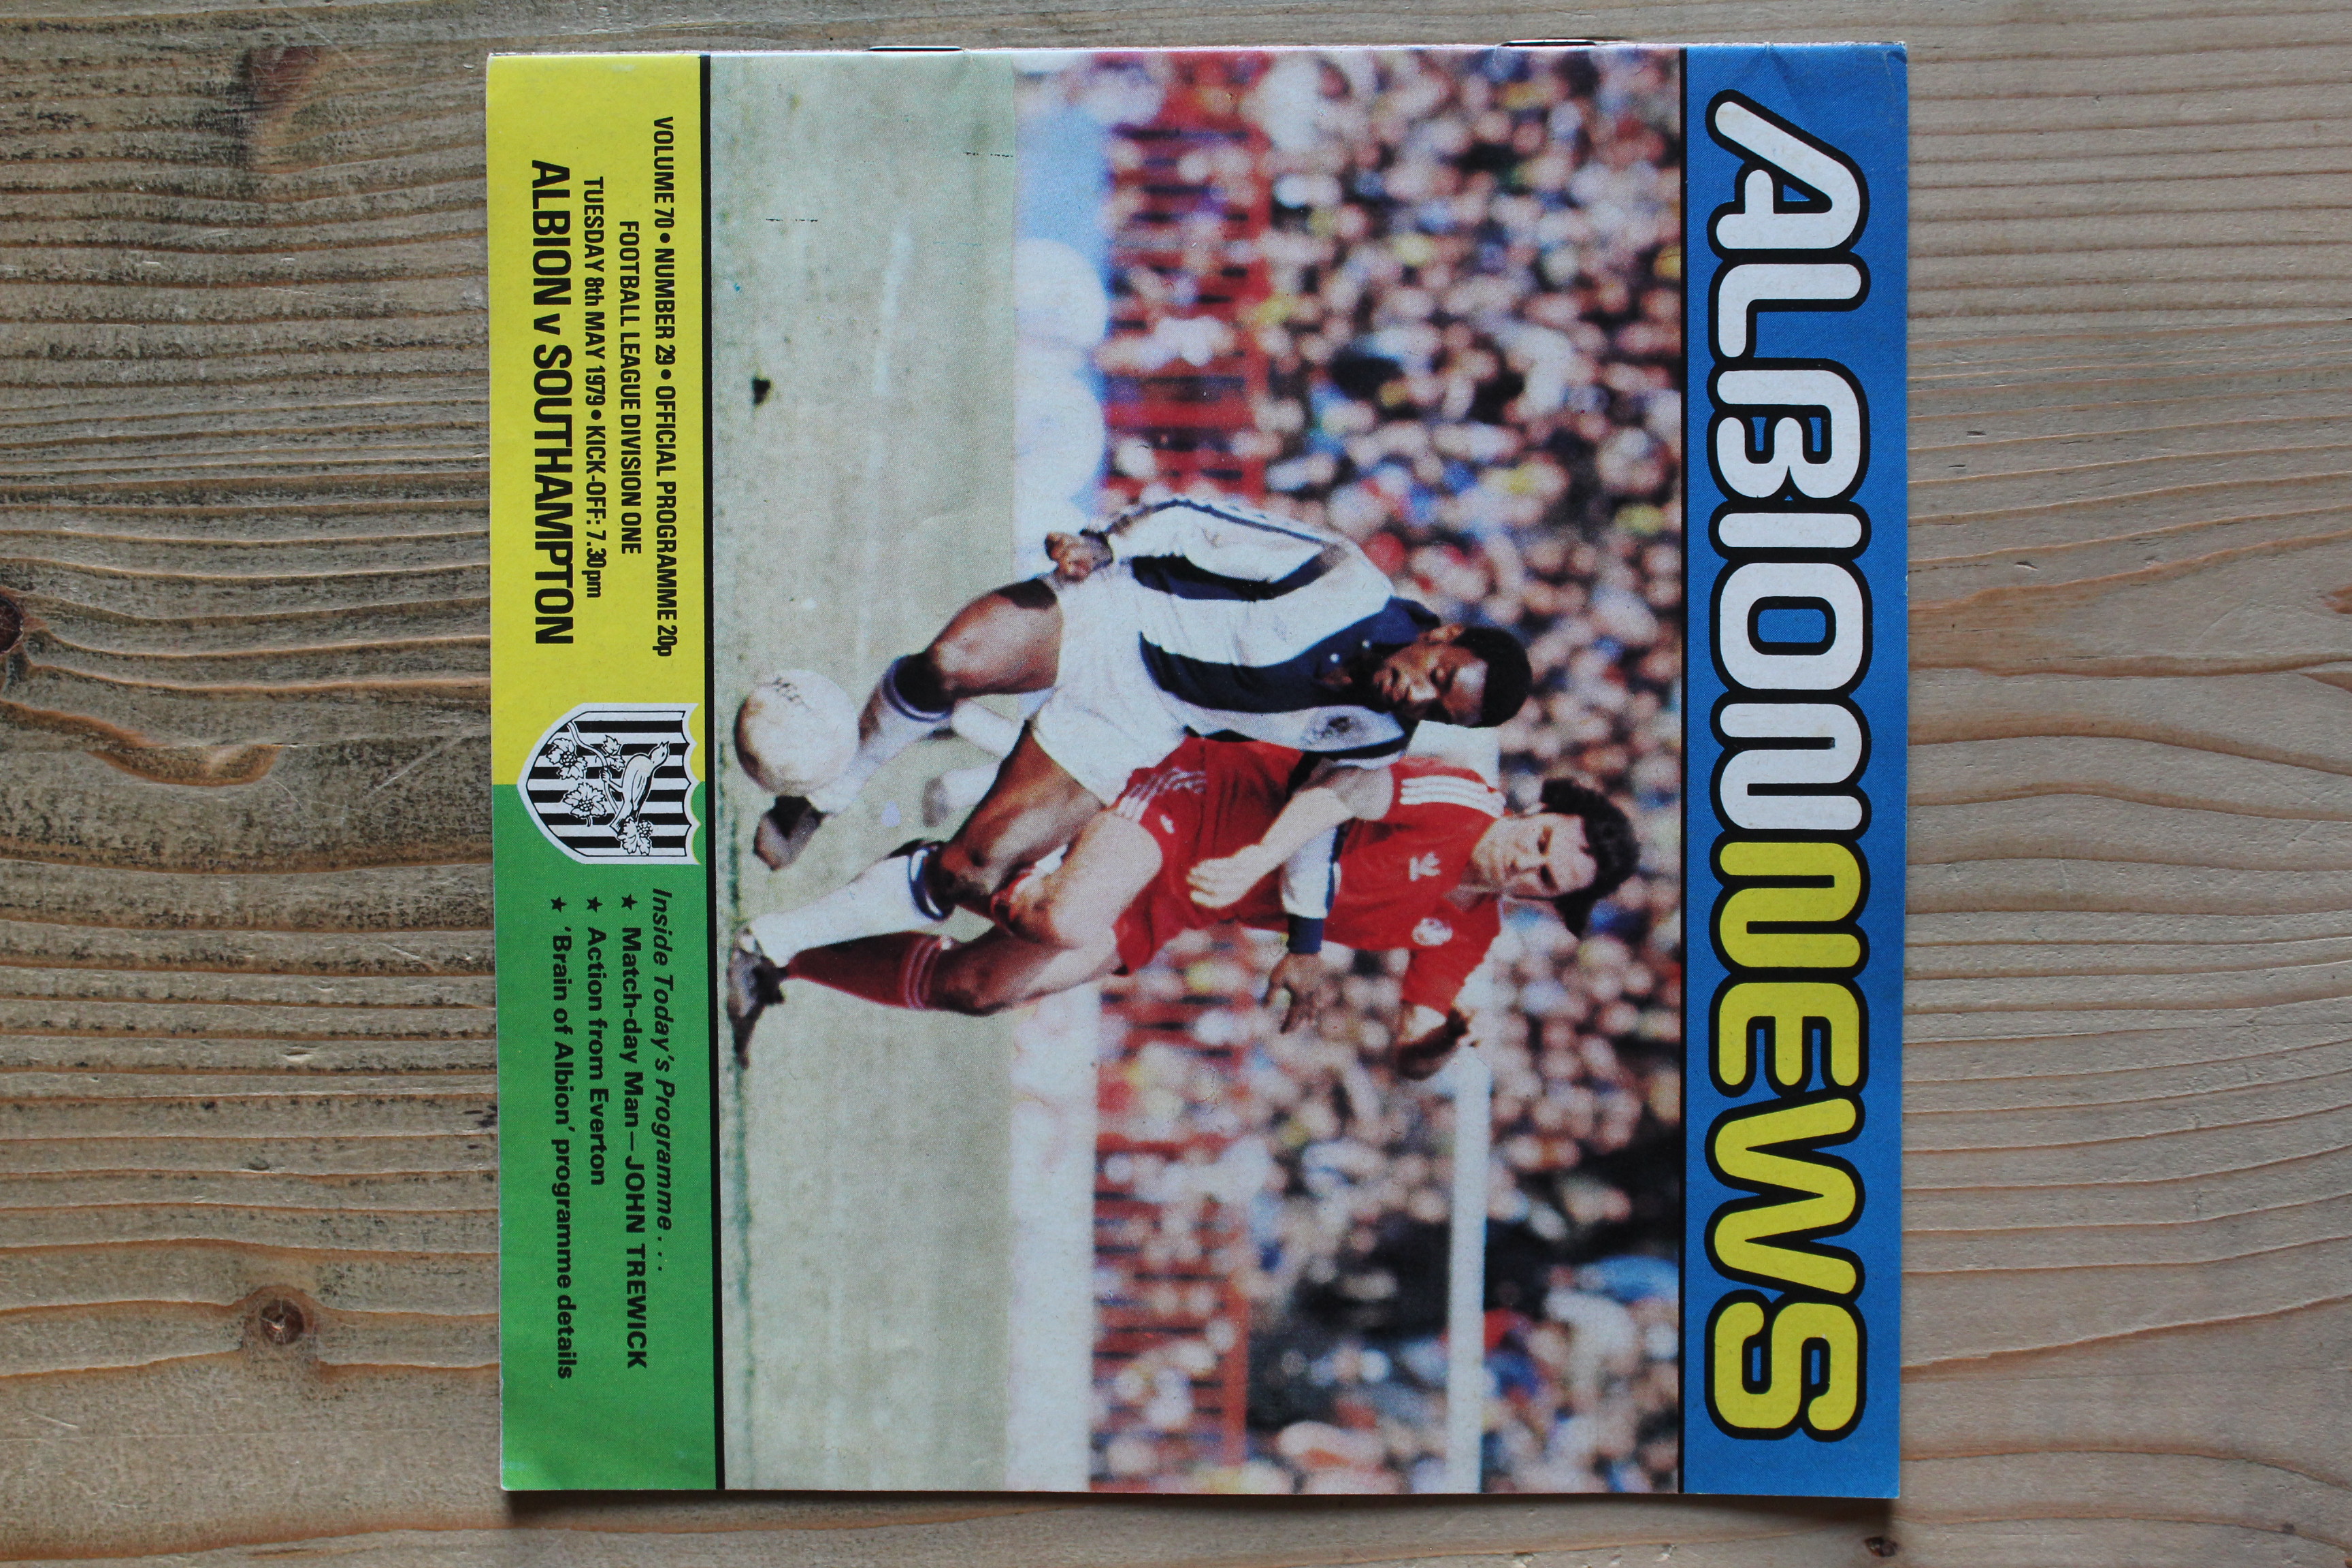 ALBION NEWS
VOLUME 70 • NUMBER 29 • OFFICIAL PROGRAMME 20p
FOOTBALL LEAGUE DIVISION ONE
TUESDAY 8th MAY 1979 • KICK-OFF: 7.30pm
ALBION v SOUTHAMPTON
Inside Today's Programme . . .
★ Match-day Man—JOHN TREWICK
★ Action from Everton
★ 'Brain of Albion' programme details